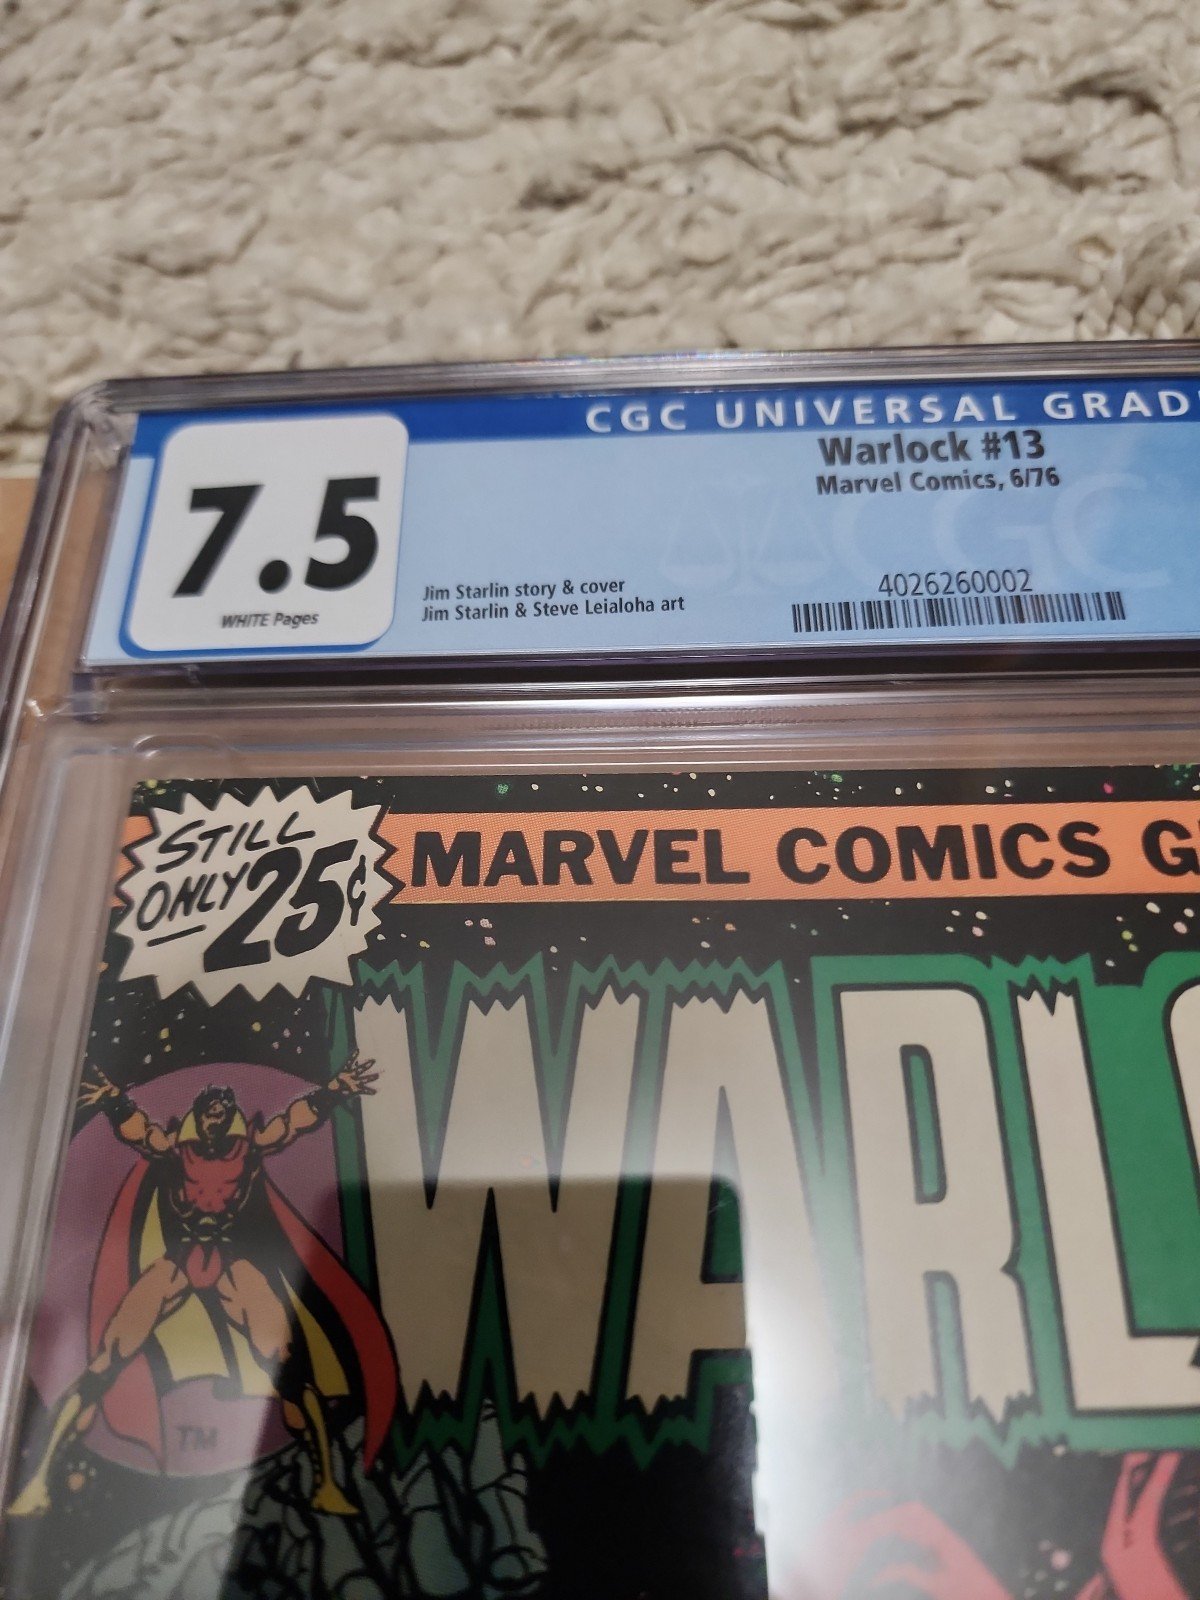 CGC UNIVERSAL GRAD
7.5
WHITE Pages
Warlock #13
Marvel Comics, 6/76
Jim Starlin story & cover
Jim Starlin & Steve Leialoha art
4026260002
CGC
STILL
ONLY 25¢
MARVEL COMICS G
WARL
TM